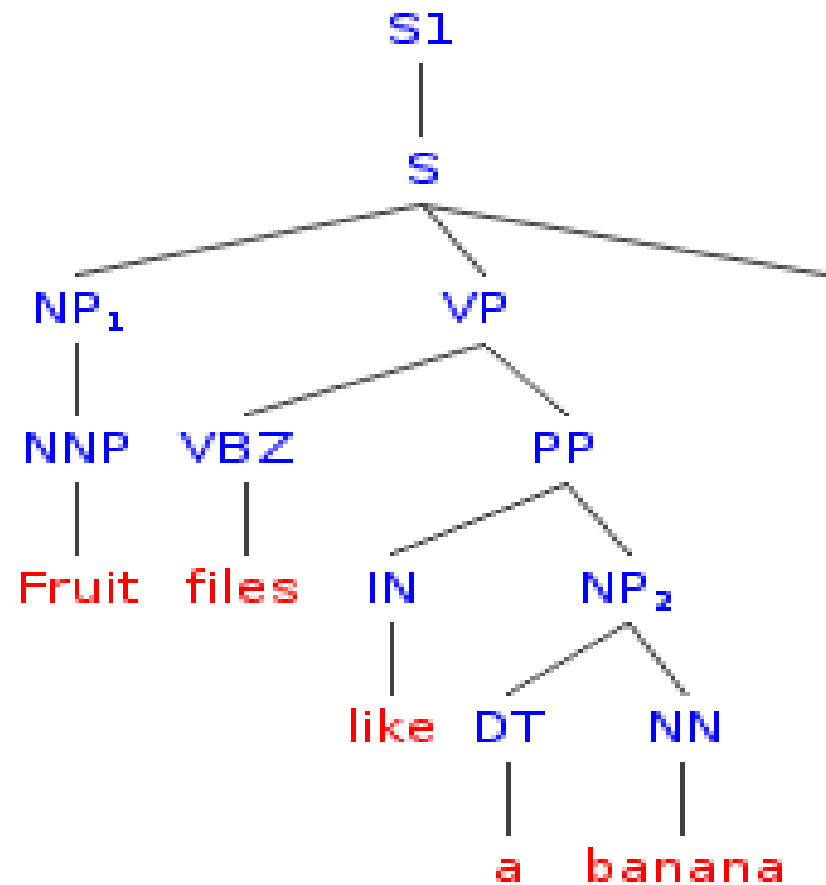 S1
S
NP₁ VP
NNP VBZ PP
Fruit files IN NP₂
like DT NN
a banana